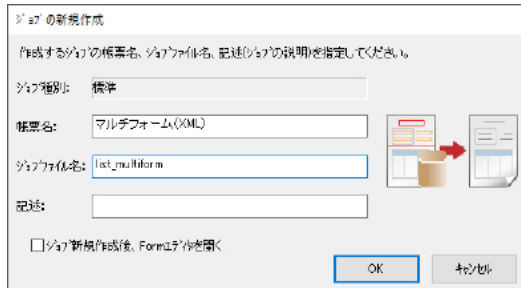 ジョブの新規作成
作成するジョブの帳票名、ジョブファイル名、記述(ジョブの説明)を指定してください。
ジョブ種別: 標準
帳票名: マルチフォーム(XML)
ジョブファイル名: list_multiform
記述:
ジョブ新規作成後、Formエディタを開く
OK キャンセル